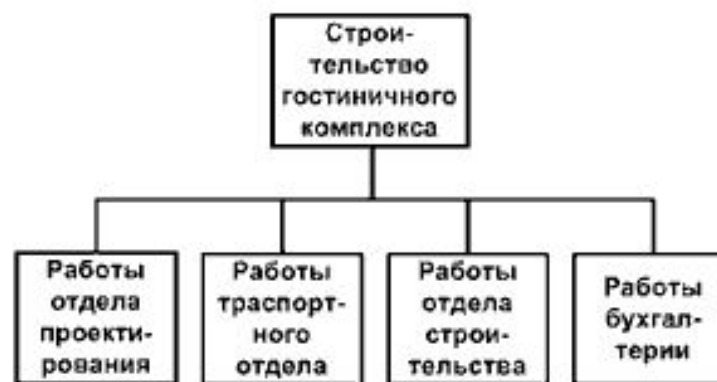 Строи-
тельство
гостиничного
комплекса
Работы
отдела
проекти-
рования
Работы
траспорт-
ного
отдела
Работы
отдела
строи-
тельства
Работы
бухгал-
терии